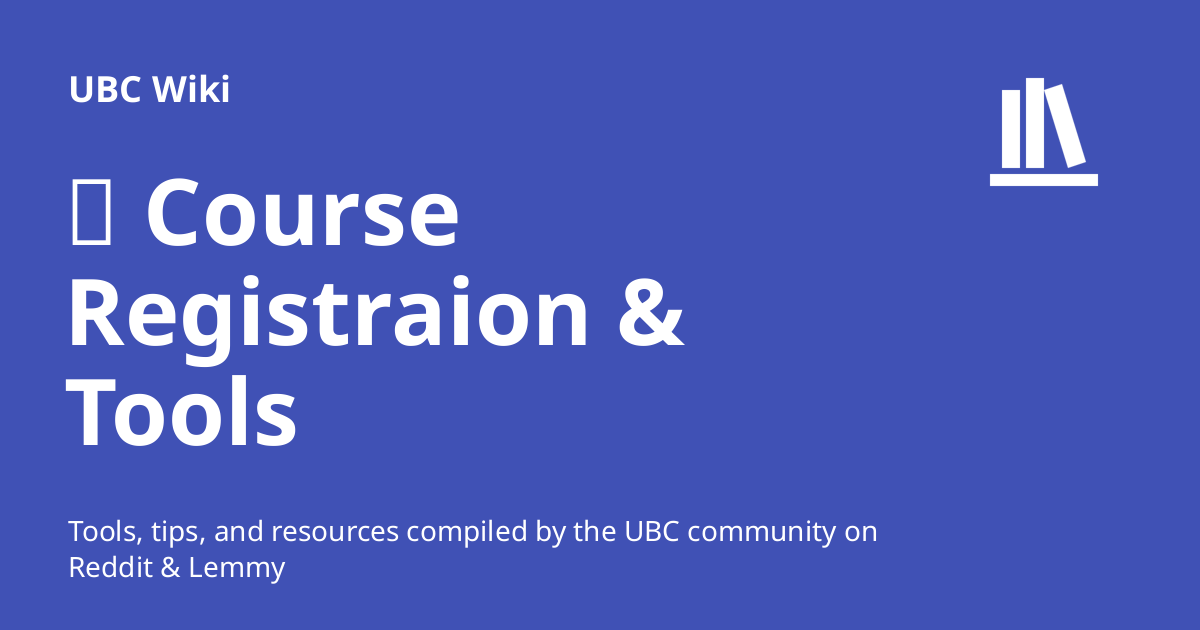 UBC Wiki
Course
Registraion &
Tools
Tools, tips, and resources compiled by the UBC community on
Reddit & Lemmy